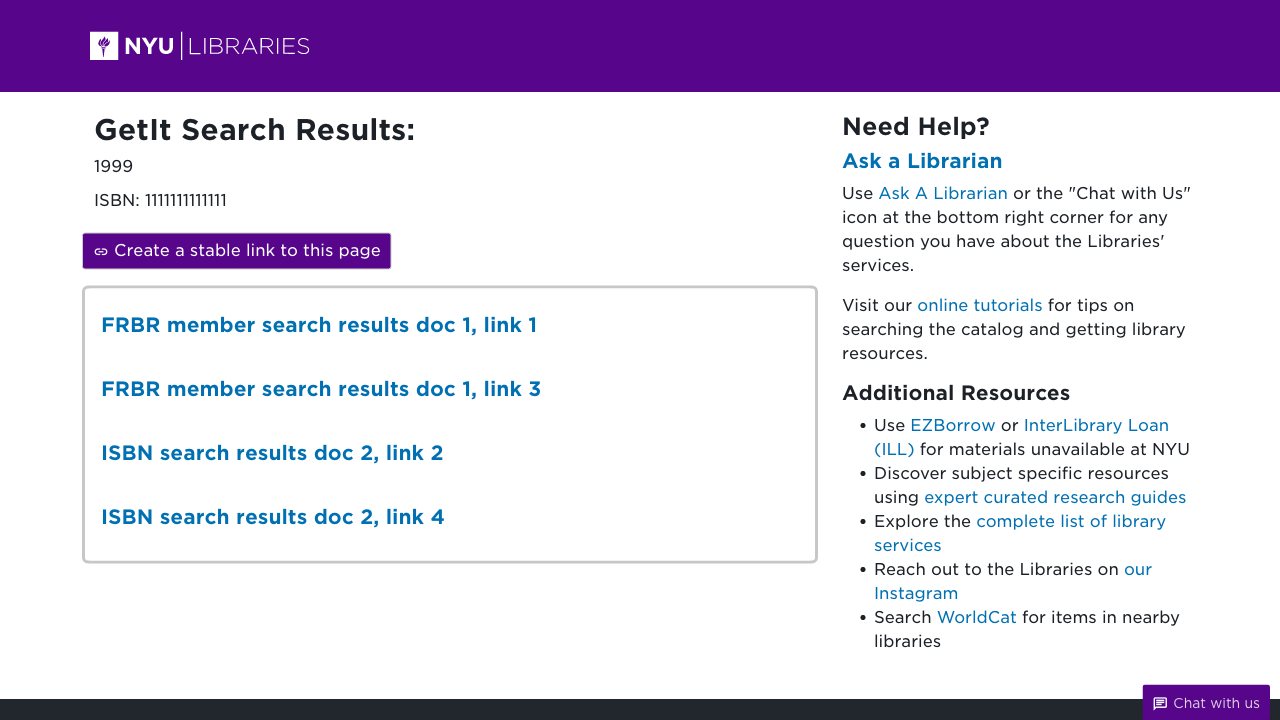 NYU LIBRARIES
GetIt Search Results:
1999
ISBN: 1111111111111
Create a stable link to this page
FRBR member search results doc 1, link 1
FRBR member search results doc 1, link 3
ISBN search results doc 2, link 2
ISBN search results doc 2, link 4
Need Help?
Ask a Librarian
Use Ask A Librarian or the "Chat with Us"
icon at the bottom right corner for any
question you have about the Libraries'
services.
Visit our online tutorials for tips on
searching the catalog and getting library
resources.
Additional Resources
• Use EZBorrow or InterLibrary Loan
(ILL) for materials unavailable at NYU
• Discover subject specific resources
using expert curated research guides
• Explore the complete list of library
services
• Reach out to the Libraries on our
Instagram
• Search WorldCat for items in nearby
libraries
Chat with us